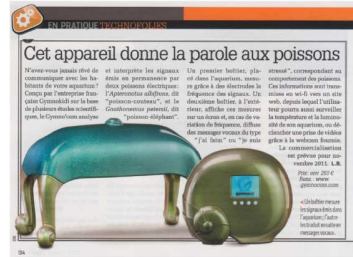 EN PRATIQUE TECHNOFOLIES
Cet appareil donne la parole aux poissons
N'avez-vous jamais rêvé de
communiquer avec les ha-
bitants de votre aquarium ?
Conçu par l'entreprise fran-
çaise Gymnokidi sur la base
de plusieurs études scientifi-
ques, le Gymno'com analyse
et interprète les signaux
émis en permanence par
deux poissons électriques :
l'Apteronotus albifrons, dit
"poisson-couteau", et le
Gnathonemus petersii, dit
"poisson-éléphant".
Un premier boîtier, pla-
cé dans l'aquarium, mesu-
re grâce à des électrodes la
fréquence des signaux. Un
deuxième boîtier, à l'exté-
rieur, affiche ces mesures
sur un écran et, en cas de va-
riation de fréquence, diffuse
des messages vocaux du type
"j'ai faim" ou "je suis
stressé", correspondant au
comportement des poissons.
Ces informations sont trans-
mises en wi-fi vers un site
web, depuis lequel l'utilisa-
teur pourra aussi surveiller
la température et la lumino-
sité de son aquarium, ou dé-
clencher une prise de vidéos
grâce à la webcam fournie.
La commercialisation
est prévue pour no-
vembre 2011. L.B.
Rens. : www.
gymnocom.com
Un boîtier mesure
les signaux émis dans
l'aquarium ; l'autre
les traduit ensuite en
messages vocaux.